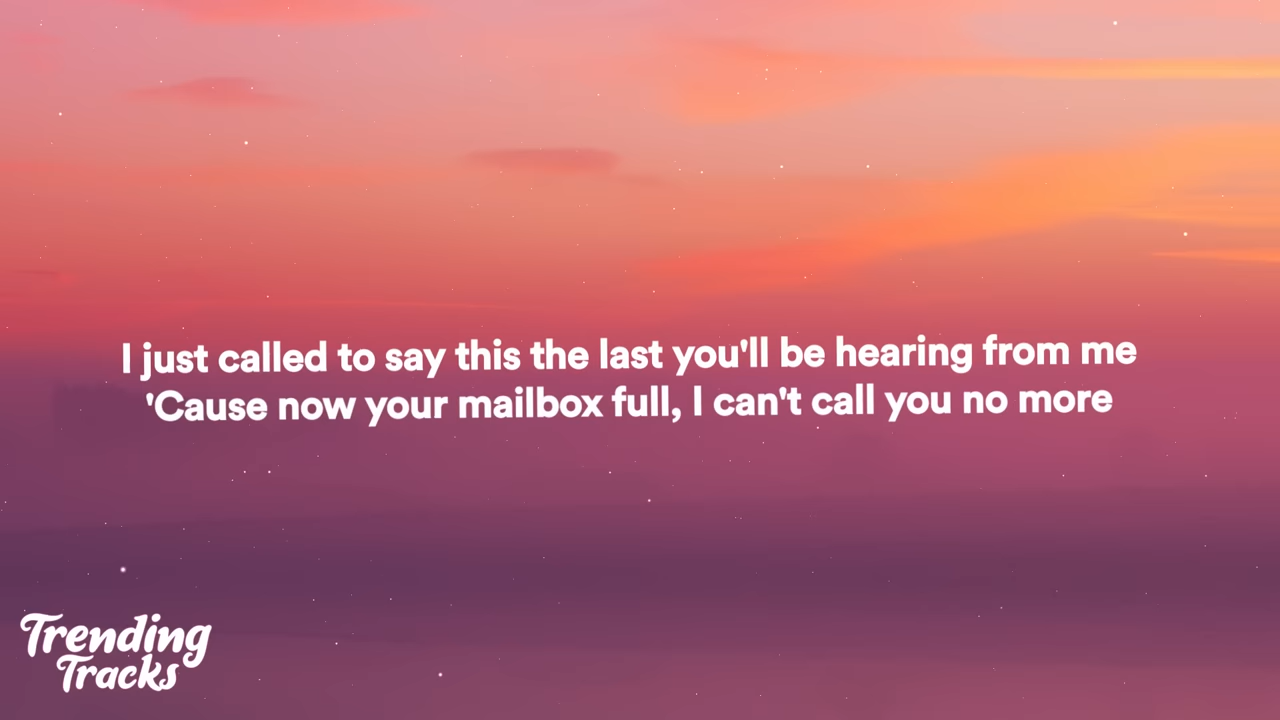 I just called to say this the last you'll be hearing from me
'Cause now your mailbox full, I can't call you no more
Trending
Tracks